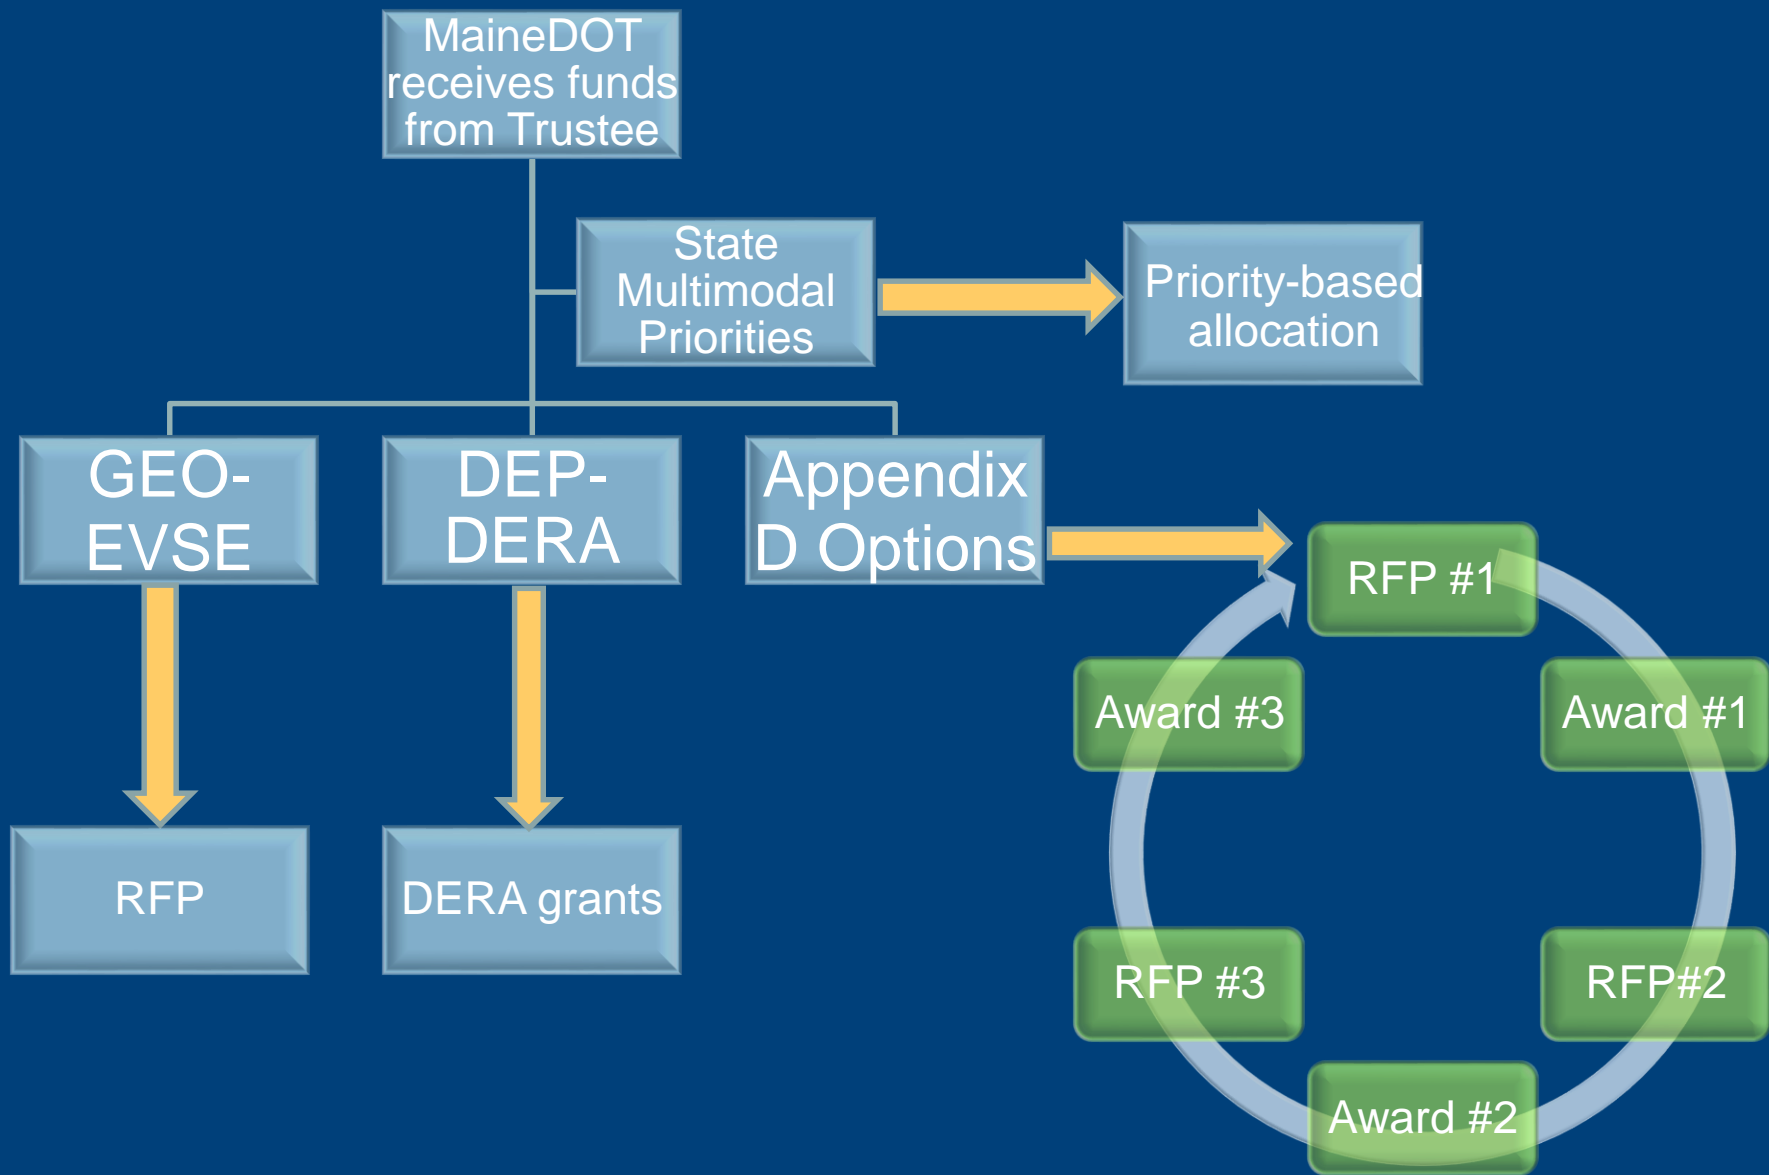 MaineDOT
receives funds
from Trustee
State
Multimodal
Priorities
Priority-based
allocation
GEO-
EVSE
DEP-
DERA
Appendix
D Options
RFP #1
Award #1
RFP#2
Award #2
RFP #3
Award #3
RFP
DERA grants